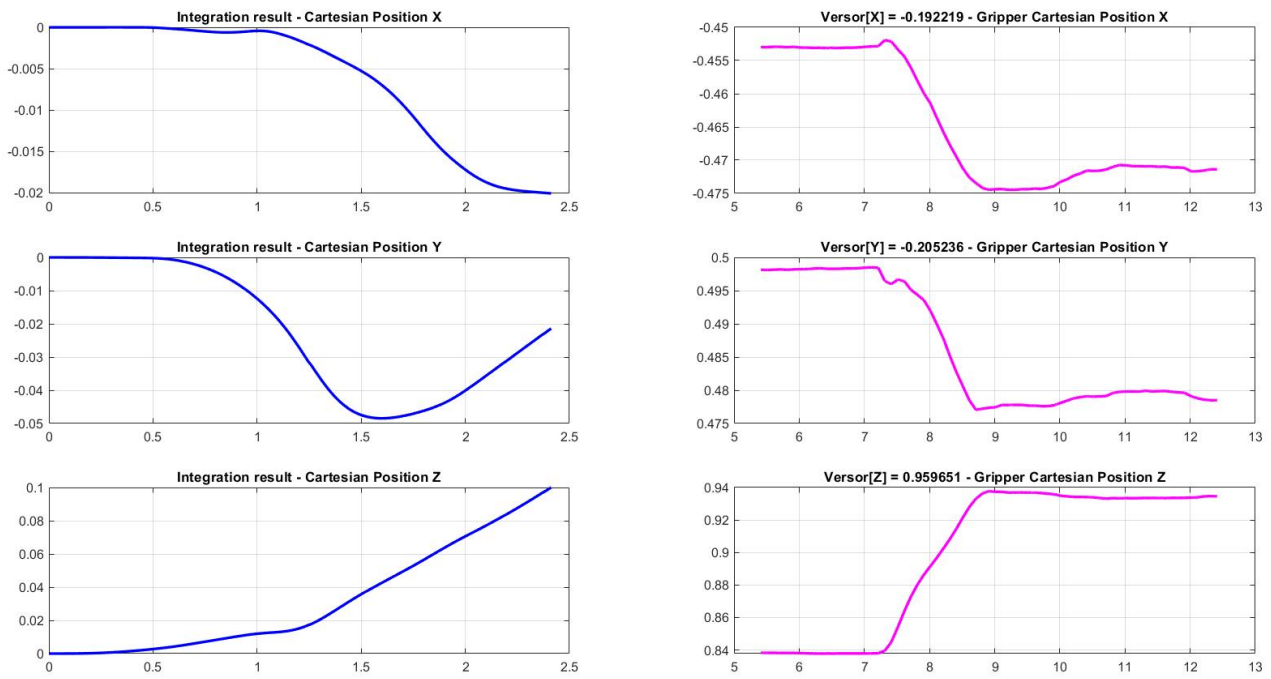 Integration result - Cartesian Position X
0
-0.005
-0.01
-0.015
-0.02
0 0.5 1 1.5 2 2.5
Versor[X] = -0.192219 - Gripper Cartesian Position X
-0.45
-0.455
-0.46
-0.465
-0.47
-0.475
5 6 7 8 9 10 11 12 13
Integration result - Cartesian Position Y
0
-0.01
-0.02
-0.03
-0.04
-0.05
0 0.5 1 1.5 2 2.5
Versor[Y] = -0.205236 - Gripper Cartesian Position Y
0.5
0.495
0.49
0.485
0.48
0.475
5 6 7 8 9 10 11 12 13
Integration result - Cartesian Position Z
0.1
0.08
0.06
0.04
0.02
0
0 0.5 1 1.5 2 2.5
Versor[Z] = 0.959651 - Gripper Cartesian Position Z
0.94
0.92
0.9
0.88
0.86
0.84
5 6 7 8 9 10 11 12 13